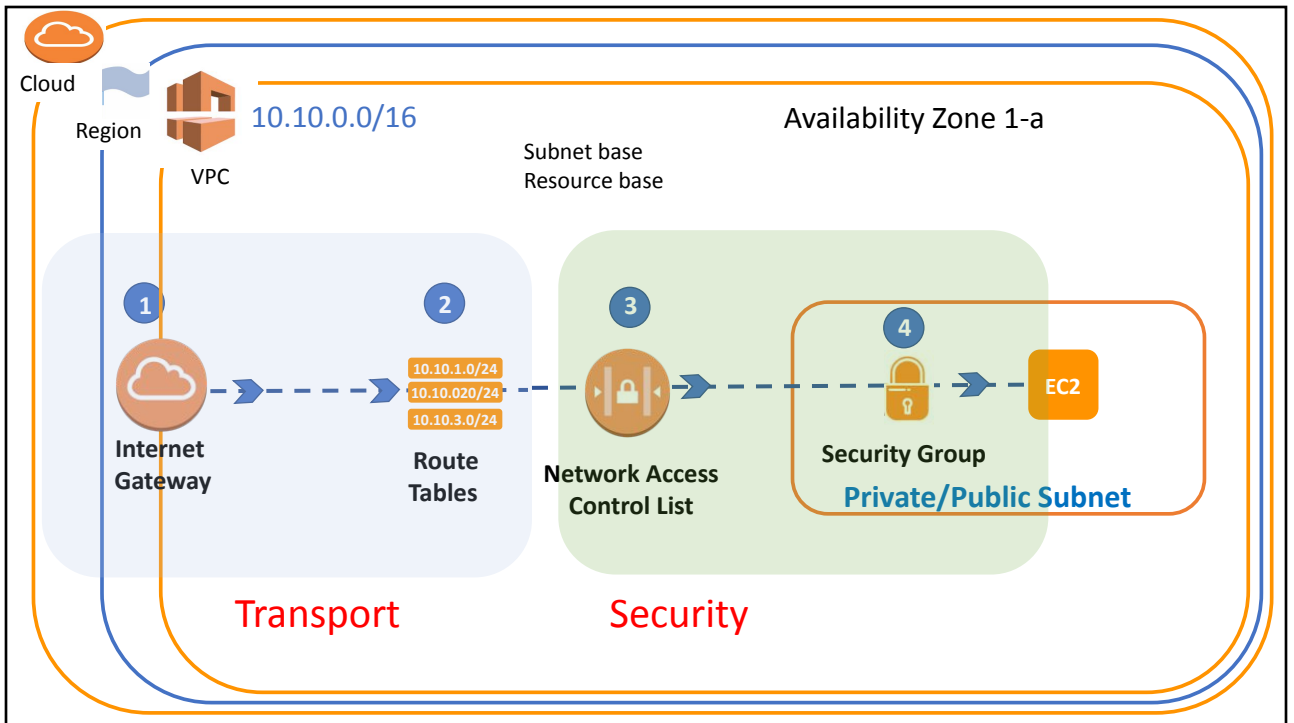 Cloud
Region
VPC
10.10.0.0/16
Availability Zone 1-a
Subnet base
Resource base
1
2
3
4
10.10.1.0/24
10.10.020/24
10.10.3.0/24
EC2
Internet
Gateway
Route
Tables
Network Access
Control List
Security Group
Private/Public Subnet
Transport
Security